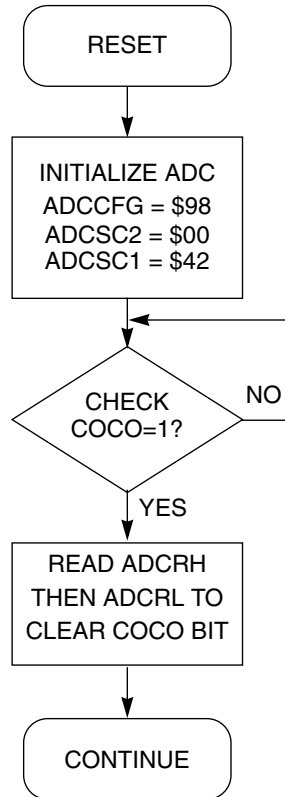 RESET
INITIALIZE ADC
ADCCFG = $98
ADCSC2 = $00
ADCSC1 = $42
CHECK
COCO=1?
NO
YES
READ ADCRH
THEN ADCRL TO
CLEAR COCO BIT
CONTINUE